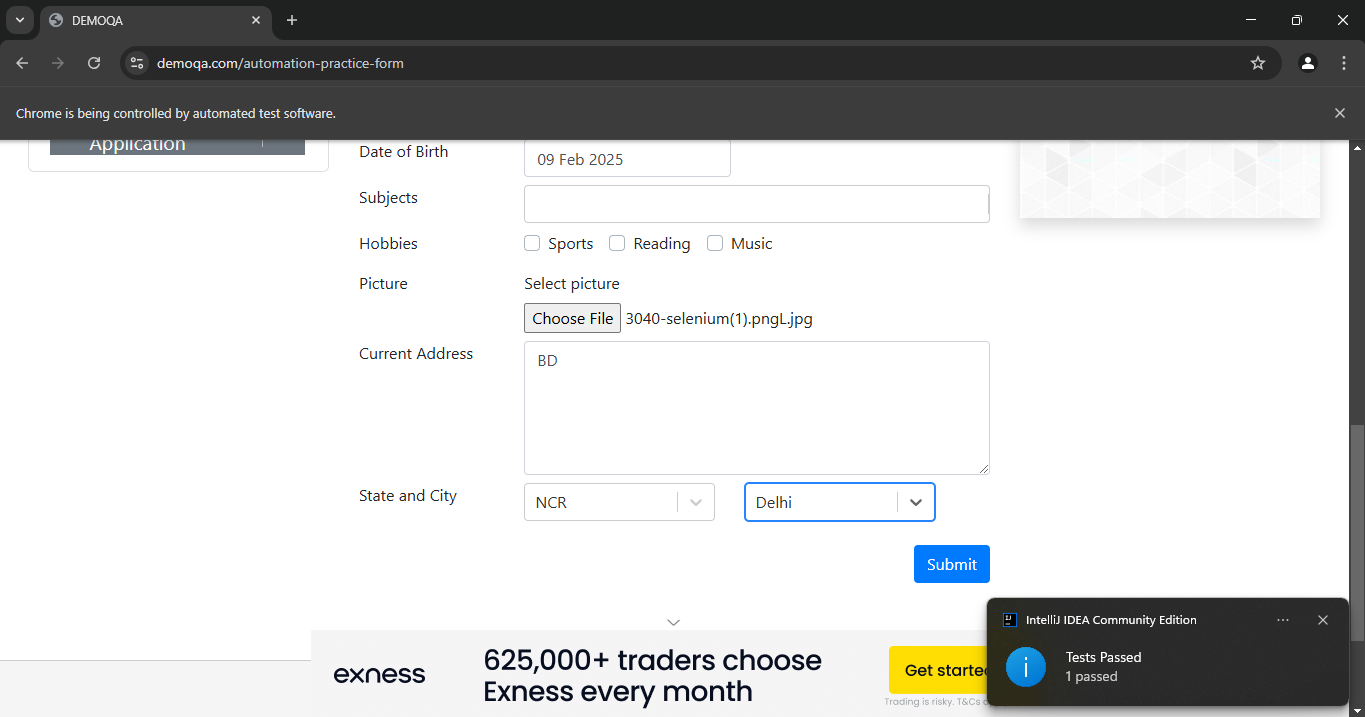 DEMOQA
demoqa.com/automation-practice-form
Chrome is being controlled by automated test software.
Application
Date of Birth
09 Feb 2025
Subjects
Hobbies
Sports
Reading
Music
Picture
Select picture
Choose File
3040-selenium(1).pngL.jpg
Current Address
BD
State and City
NCR
Delhi
Submit
exness
625,000+ traders choose
Exness every month
Get starte
Trading is risky. T&Cs
IntelliJ IDEA Community Edition
Tests Passed
1 passed